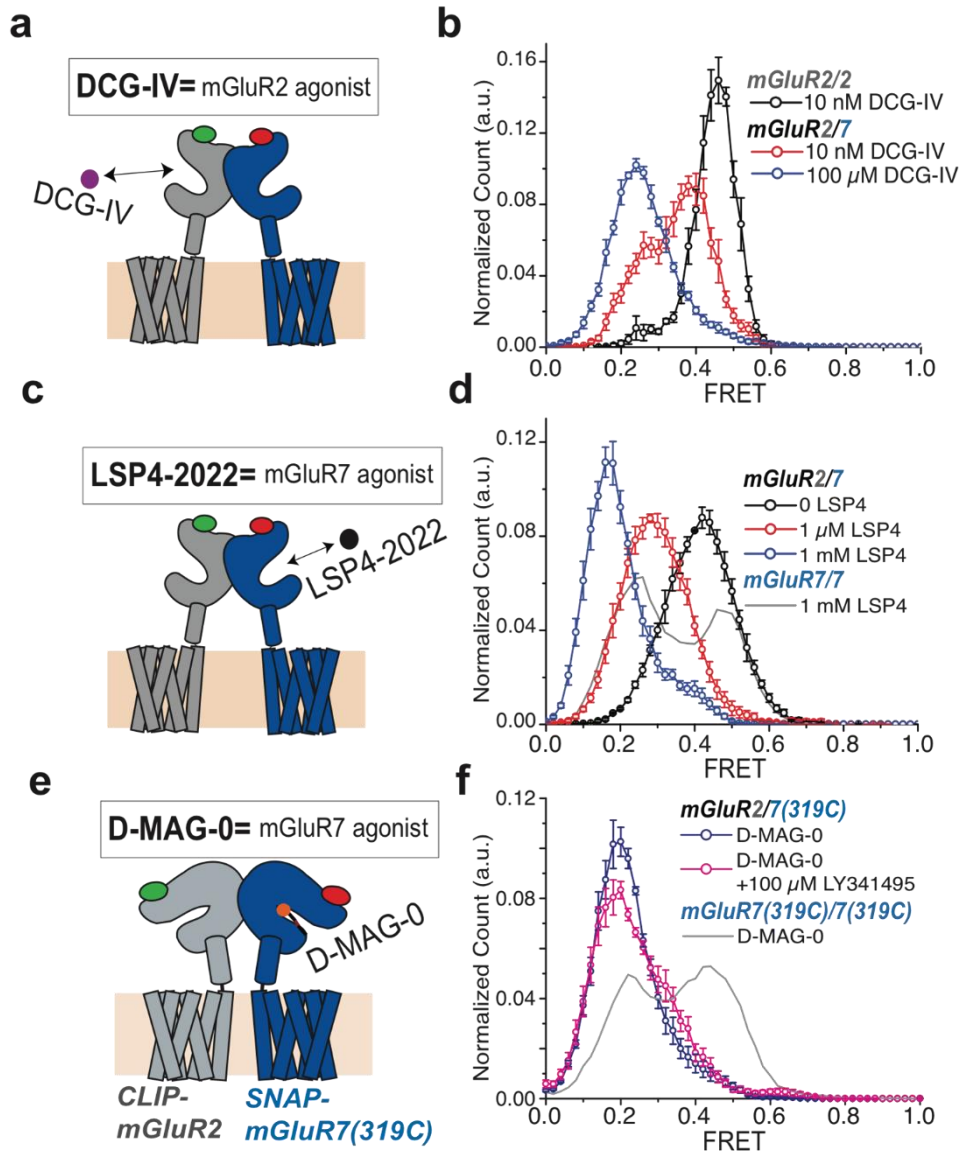 a
DCG-IV= mGluR2 agonist
DCG-IV
b
Normalized Count (a.u.)
0.16
0.12
0.08
0.04
0.00
mGluR2/2
10 nM DCG-IV
mGluR2/7
10 nM DCG-IV
100 µM DCG-IV
0.0 0.2 0.4 0.6 0.8 1.0
FRET
c
LSP4-2022= mGluR7 agonist
LSP4-2022
d
Normalized Count (a.u.)
0.12
0.08
0.04
0.00
mGluR2/7
0 LSP4
1 µM LSP4
1 mM LSP4
mGluR7/7
1 mM LSP4
0.0 0.2 0.4 0.6 0.8 1.0
FRET
e
D-MAG-0= mGluR7 agonist
D-MAG-0
CLIP-
mGluR2
SNAP-
mGluR7(319C)
f
Normalized Count (a.u.)
0.12
0.08
0.04
0.00
mGluR2/7(319C)
D-MAG-0
D-MAG-0
+100 µM LY341495
mGluR7(319C)/7(319C)
D-MAG-0
0.0 0.2 0.4 0.6 0.8 1.0
FRET